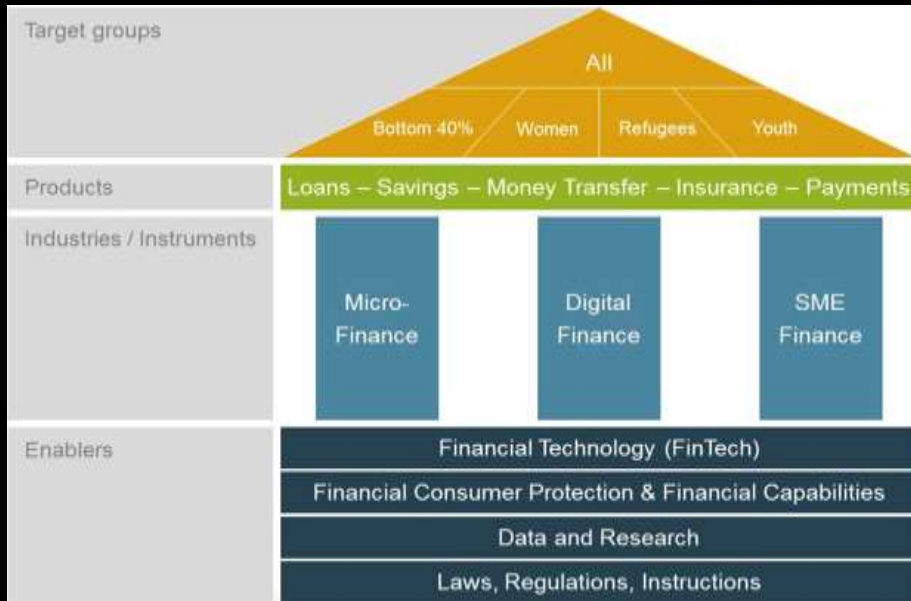 Target groups
All
Bottom 40%
Women
Refugees
Youth
Products
Loans – Savings – Money Transfer – Insurance – Payments
Industries / Instruments
Micro-
Finance
Digital
Finance
SME
Finance
Enablers
Financial Technology (FinTech)
Financial Consumer Protection & Financial Capabilities
Data and Research
Laws, Regulations, Instructions